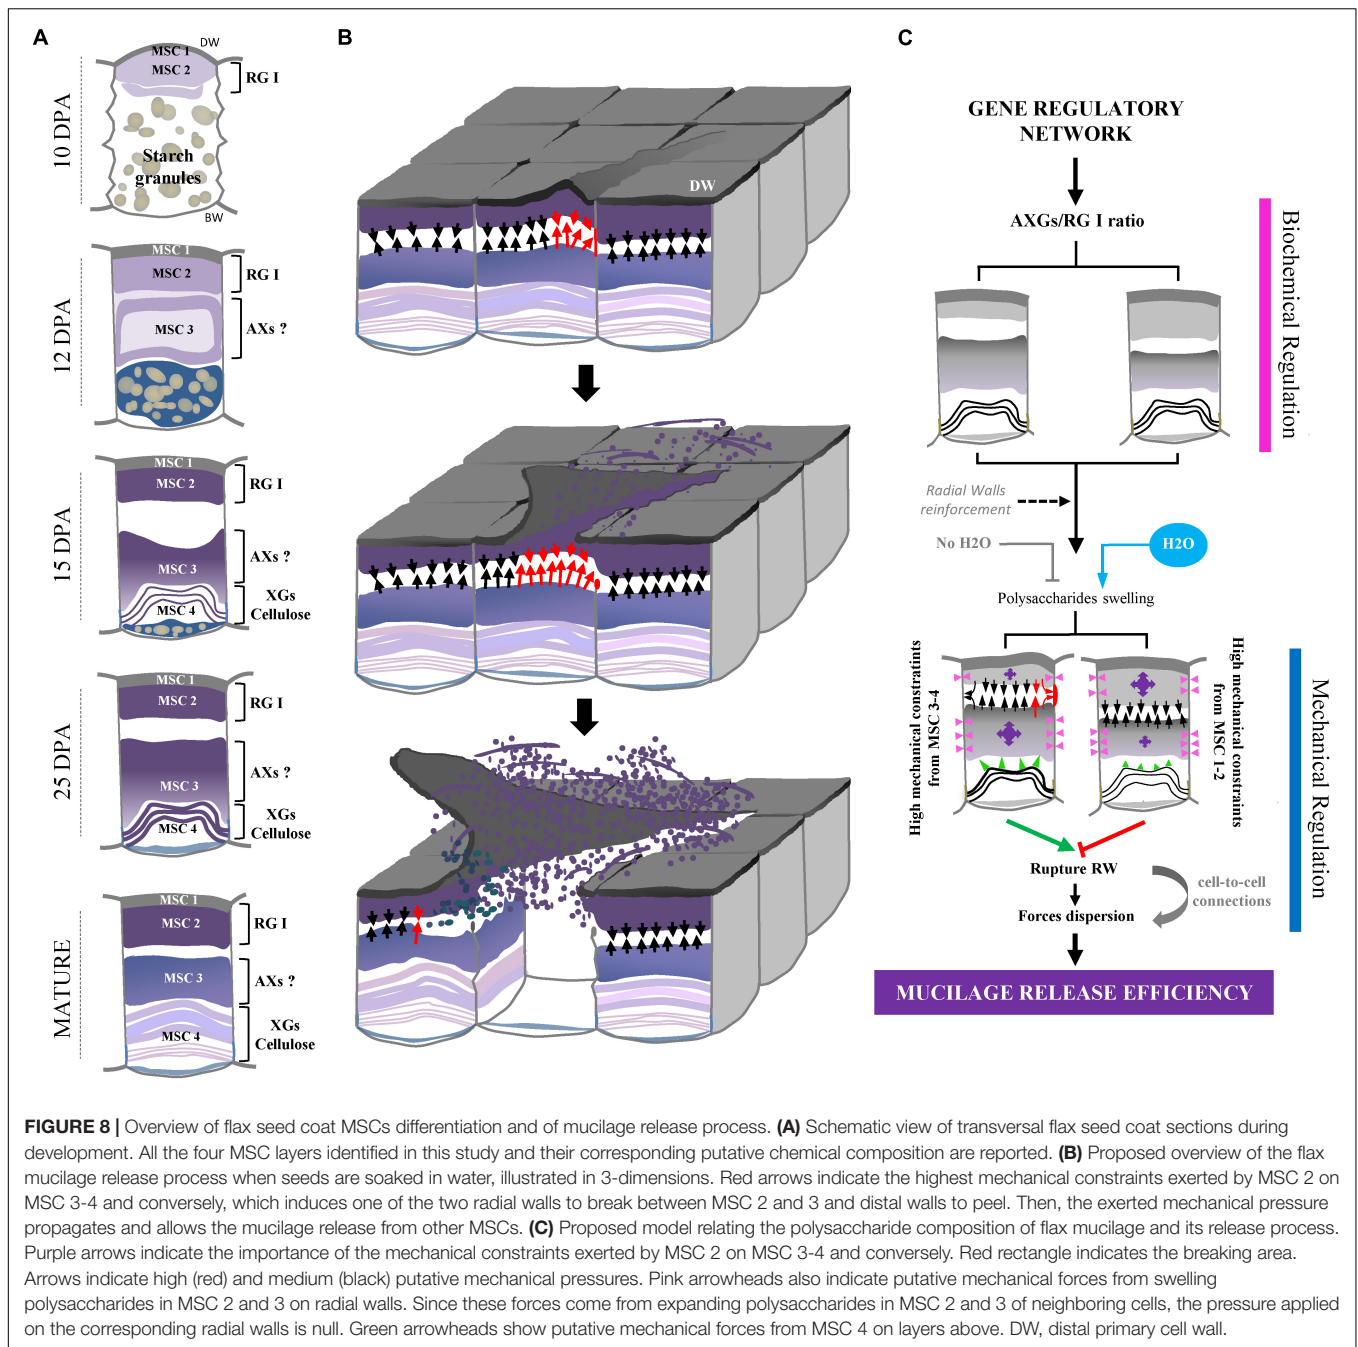 A
DW
MSC 1
MSC 2
RG I
10 DPA
Starch
granules
BW
MSC 1
MSC 2
RG I
12 DPA
MSC 3
AXs ?
MSC 1
MSC 2
RG I
15 DPA
AXs ?
MSC 3
XGs
MSC 4
Cellulose
MSC 1
MSC 2
RG I
25 DPA
AXs ?
MSC 3
XGs
MSC 4
Cellulose
MSC 1
MSC 2
RG I
MATURE
MSC 3
AXs ?
XGs
MSC 4
Cellulose
B
DW
C
GENE REGULATORY
NETWORK
AXGs/RG I ratio
Biochemical Regulation
Radial Walls
reinforcement
No H2O
H2O
Polysaccharides swelling
High mechanical constraintts
from MSC 3-4
High mechanical constraints
from MSC 1-2
Mechanical Regulation
Rupture RW
cell-to-cell
connections
Forces dispersion
MUCILAGE RELEASE EFFICIENCY
FIGURE 8 | Overview of flax seed coat MSCs differentiation and of mucilage release process. (A) Schematic view of transversal flax seed coat sections during
development. All the four MSC layers identified in this study and their corresponding putative chemical composition are reported. (B) Proposed overview of the flax
mucilage release process when seeds are soaked in water, illustrated in 3-dimensions. Red arrows indicate the highest mechanical constraints exerted by MSC 2 on
MSC 3-4 and conversely, which induces one of the two radial walls to break between MSC 2 and 3 and distal walls to peel. Then, the exerted mechanical pressure
propagates and allows the mucilage release from other MSCs. (C) Proposed model relating the polysaccharide composition of flax mucilage and its release process.
Purple arrows indicate the importance of the mechanical constraints exerted by MSC 2 on MSC 3-4 and conversely. Red rectangle indicates the breaking area.
Arrows indicate high (red) and medium (black) putative mechanical pressures. Pink arrowheads also indicate putative mechanical forces from swelling
polysaccharides in MSC 2 and 3 on radial walls. Since these forces come from expanding polysaccharides in MSC 2 and 3 of neighboring cells, the pressure applied
on the corresponding radial walls is null. Green arrowheads show putative mechanical forces from MSC 4 on layers above. DW, distal primary cell wall.